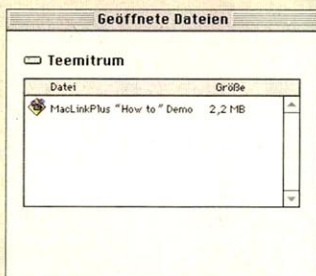 Geöffnete Dateien
Teemitrum
Datei Größe
MacLinkPlus "How to" Demo 2,2 MB